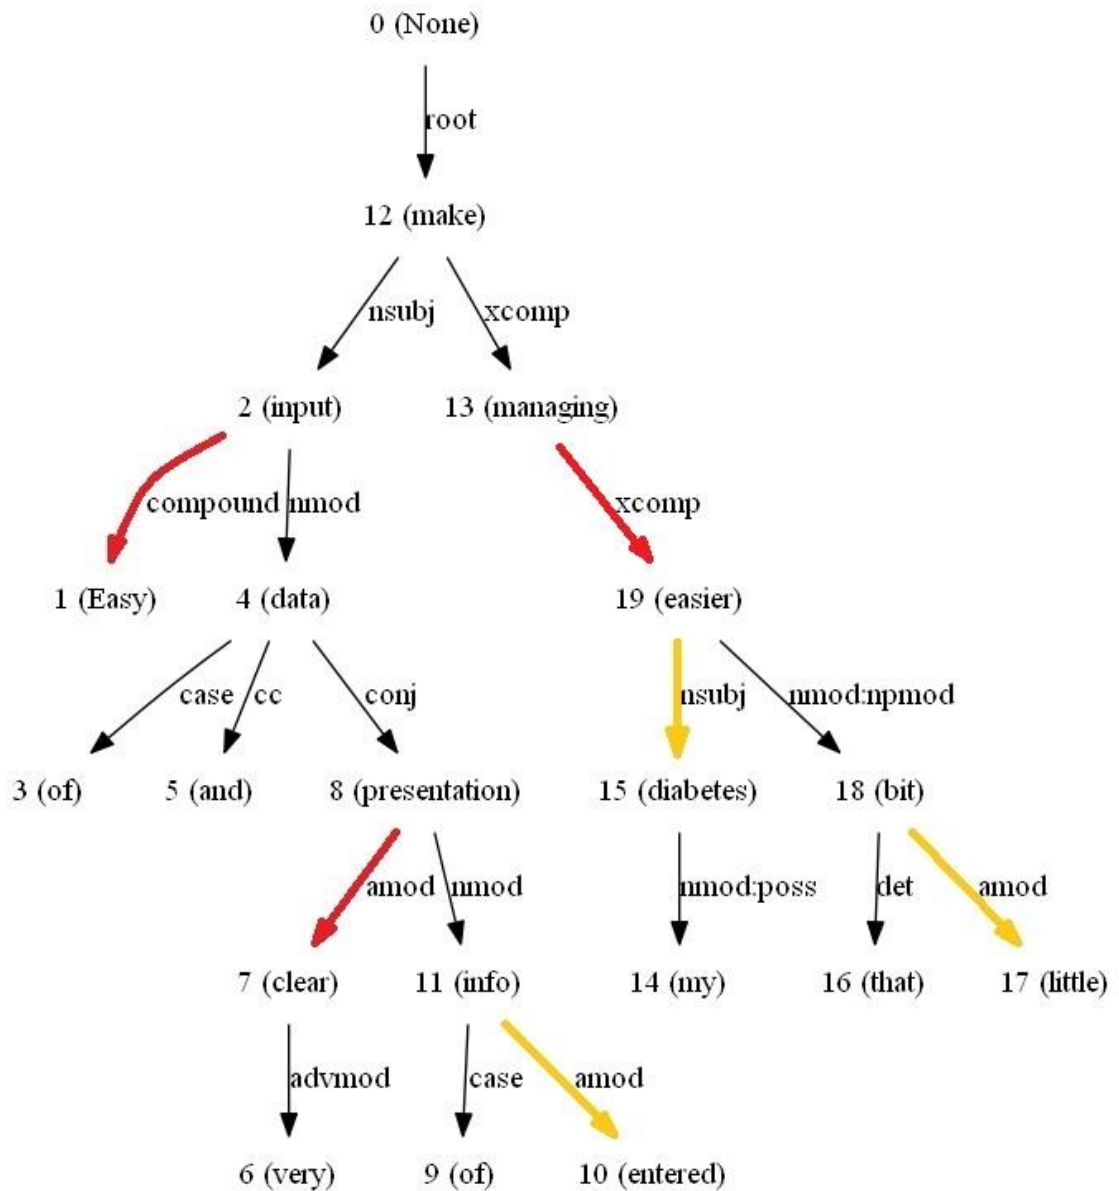 0 (None)
root
12 (make)
nsubj xcomp
2 (input) 13 (managing)
compound nmod xcomp
1 (Easy) 4 (data) 19 (easier)
case cc conj nsubj nmod:npmod
3 (of) 5 (and) 8 (presentation) 15 (diabetes) 18 (bit)
amod nmod nmod:poss det amod
7 (clear) 11 (info) 14 (my) 16 (that) 17 (little)
advmod case amod
6 (very) 9 (of) 10 (entered)